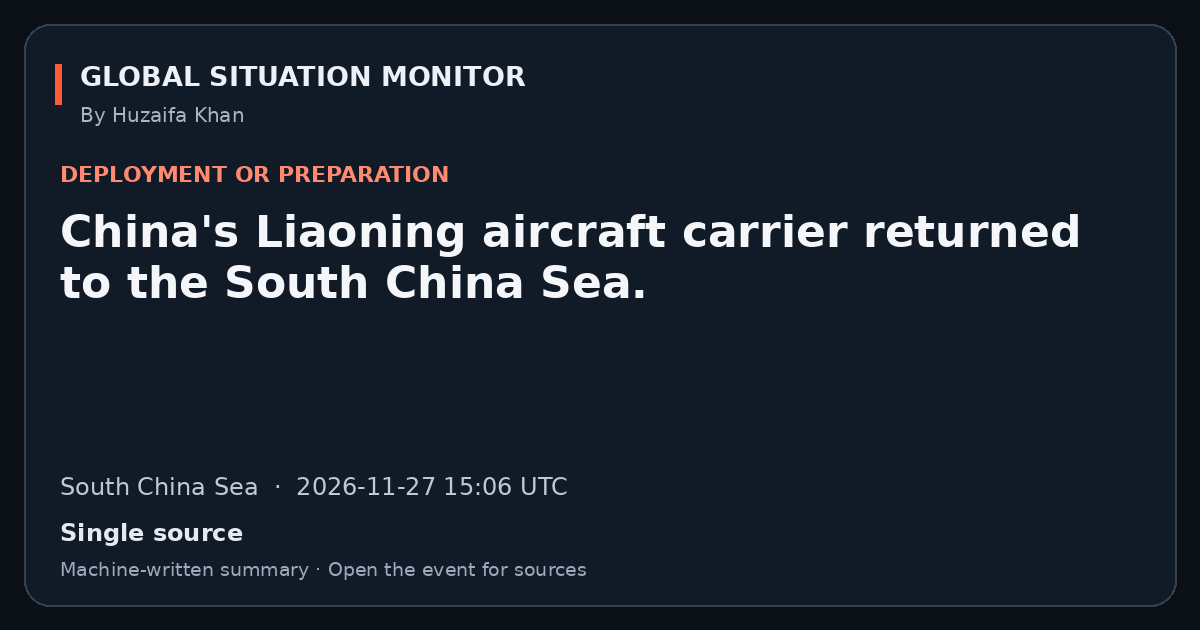 GLOBAL SITUATION MONITOR
By Huzaifa Khan
DEPLOYMENT OR PREPARATION
China's Liaoning aircraft carrier returned
to the South China Sea.
South China Sea · 2026-11-27 15:06 UTC
Single source
Machine-written summary · Open the event for sources